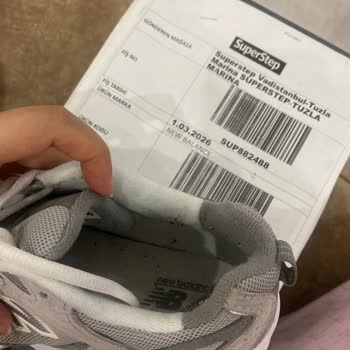 GÖNDEREN MAĞAZA
SuperStep
Superstep Vadistanbul-Tuzla
Marina SUPERSTEP-TUZLA
MARINA
FİŞ NO
SUP882488
FİŞ TARİHİ
1.03.2026
ÜRÜN MARKA
NEW BALANCE
ÜRÜN KODU
new balance